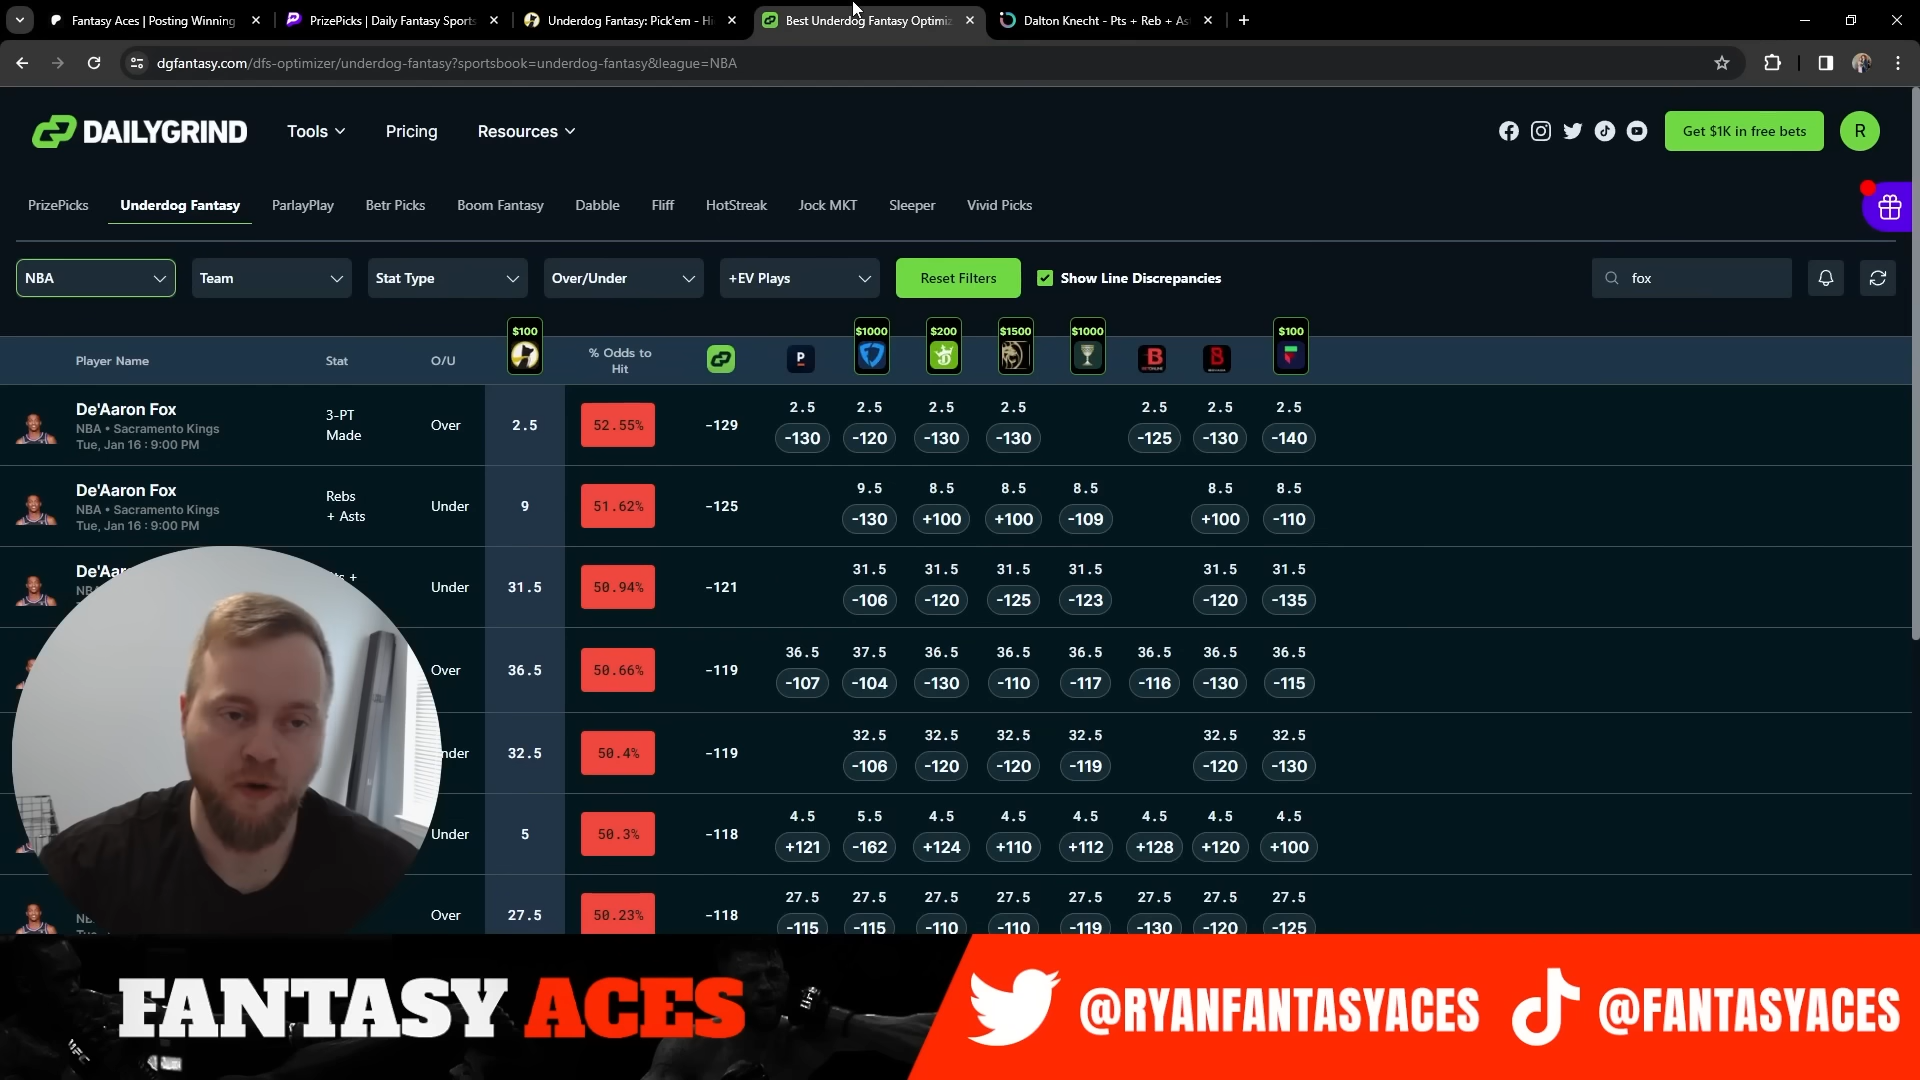 Fantasy Aces | Posting Winning
PrizePicks | Daily Fantasy Sports
Underdog Fantasy: Pick'em - Hi
Best Underdog Fantasy Optimiz
Dalton Knecht - Pts + Reb + As
dgfantasy.com/dfs-optimizer/underdog-fantasy?sportsbook=underdog-fantasy&league=NBA
DAILYGRIND
Tools
Pricing
Resources
Get $1K in free bets
R
PrizePicks
Underdog Fantasy
ParlayPlay
Betr Picks
Boom Fantasy
Dabble
Fliff
HotStreak
Jock MKT
Sleeper
Vivid Picks
NBA
Team
Stat Type
Over/Under
+EV Plays
Reset Filters
Show Line Discrepancies
fox
Player Name
Stat
O/U
$100
% Odds to
Hit
P
$1000
$200
$1500
$1000
B
B
$100
De'Aaron Fox
NBA • Sacramento Kings
Tue, Jan 16 : 9:00 PM
3-PT
Made
Over
2.5
52.55%
-129
2.5 2.5 2.5 2.5 2.5 2.5 2.5
-130 -120 -130 -130 -125 -130 -140
De'Aaron Fox
NBA • Sacramento Kings
Tue, Jan 16 : 9:00 PM
Rebs
+ Asts
Under
9
51.62%
-125
9.5 8.5 8.5 8.5 8.5 8.5
-130 +100 +100 -109 +100 -110
De'Aar
NB
Under
31.5
50.94%
-121
31.5 31.5 31.5 31.5 31.5 31.5
-106 -120 -125 -123 -120 -135
Over
36.5
50.66%
-119
36.5 37.5 36.5 36.5 36.5 36.5 36.5 36.5
-107 -104 -130 -110 -117 -116 -130 -115
nder
32.5
50.4%
-119
32.5 32.5 32.5 32.5 32.5 32.5
-106 -120 -120 -119 -120 -130
Under
5
50.3%
-118
4.5 5.5 4.5 4.5 4.5 4.5 4.5 4.5
+121 -162 +124 +110 +112 +128 +120 +100
NB
Over
27.5
50.23%
-118
27.5 27.5 27.5 27.5 27.5 27.5 27.5 27.5
-115 -115 -110 -110 -119 -130 -120 -125
FANTASY ACES
@RYANFANTASYACES
@FANTASYACES